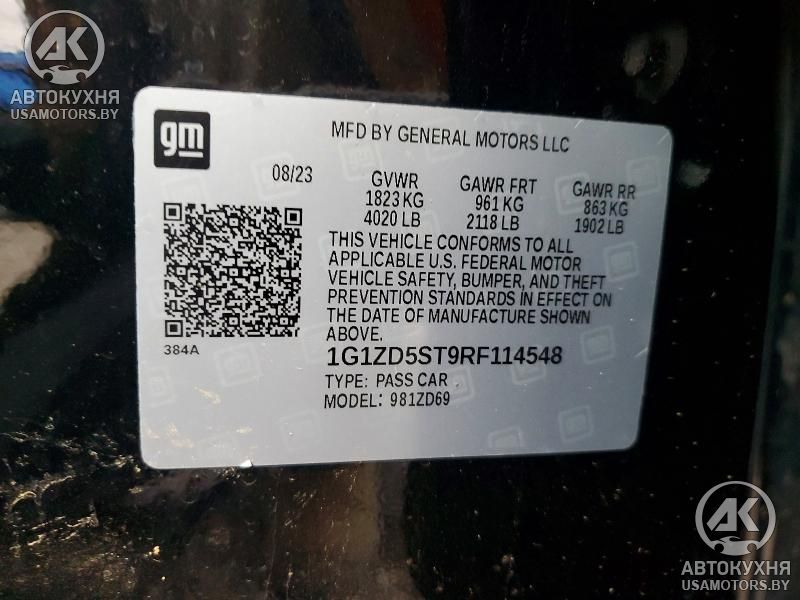 AK
АВТОКУХНЯ
USAMOTORS.BY
gm
MFD BY GENERAL MOTORS LLC
08/23
GVWR GAWR FRT GAWR RR
1823 KG 961 KG 863 KG
4020 LB 2118 LB 1902 LB
THIS VEHICLE CONFORMS TO ALL
APPLICABLE U.S. FEDERAL MOTOR
VEHICLE SAFETY, BUMPER, AND THEFT
PREVENTION STANDARDS IN EFFECT ON
THE DATE OF MANUFACTURE SHOWN
ABOVE.
384A
1G1ZD5ST9RF114548
TYPE: PASS CAR
MODEL: 981ZD69
AK
АВТОКУХНЯ
USAMOTORS.BY